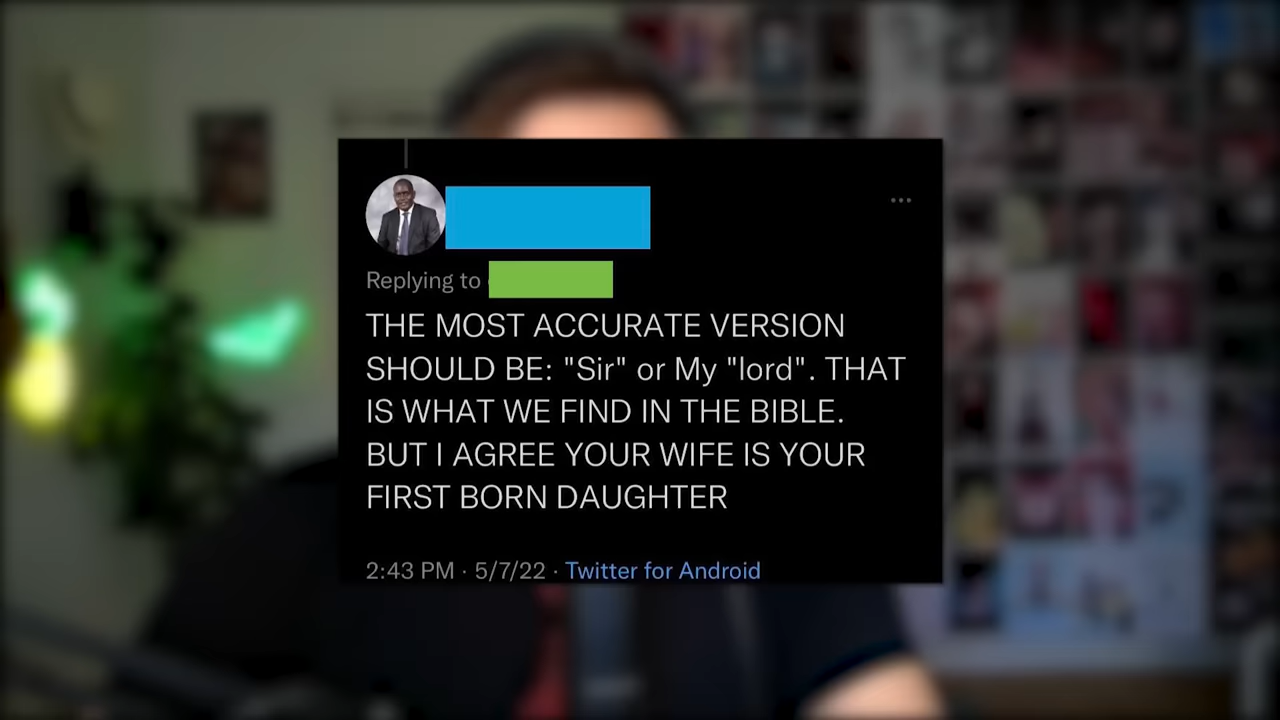 Replying to
THE MOST ACCURATE VERSION
SHOULD BE: "Sir" or My "lord". THAT
IS WHAT WE FIND IN THE BIBLE.
BUT I AGREE YOUR WIFE IS YOUR
FIRST BORN DAUGHTER
2:43 PM · 5/7/22 · Twitter for Android